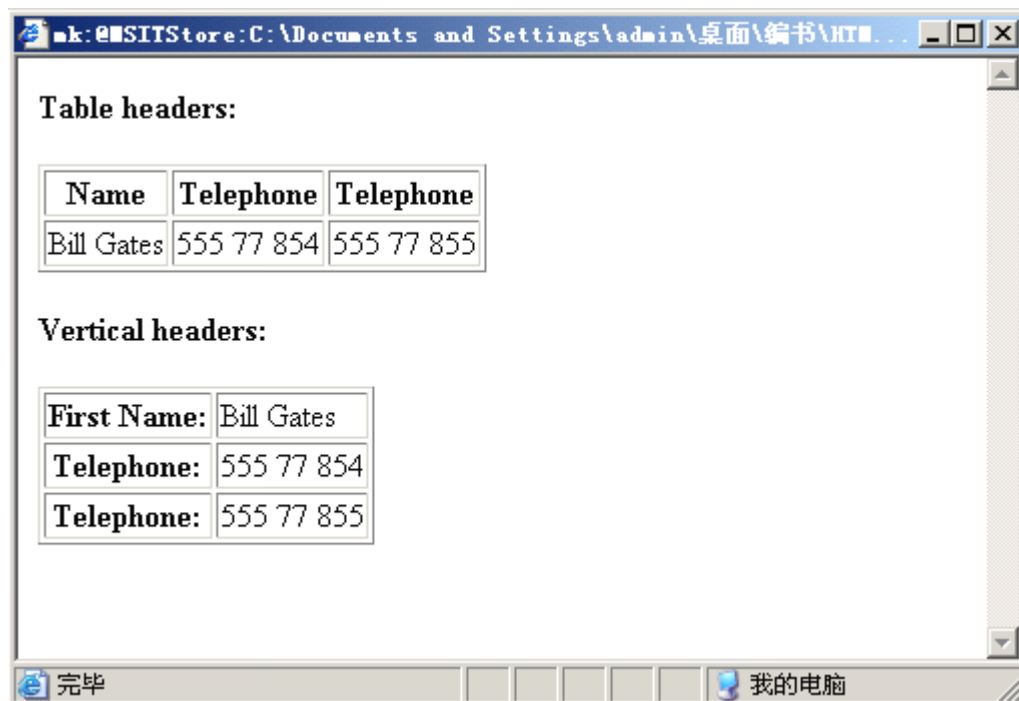 mk:@MSITStore:C:\Documents and Settings\admin\桌面\编书\HTM...
Table headers:
Name Telephone Telephone
Bill Gates 555 77 854 555 77 855
Vertical headers:
First Name: Bill Gates
Telephone: 555 77 854
Telephone: 555 77 855
完毕 我的电脑